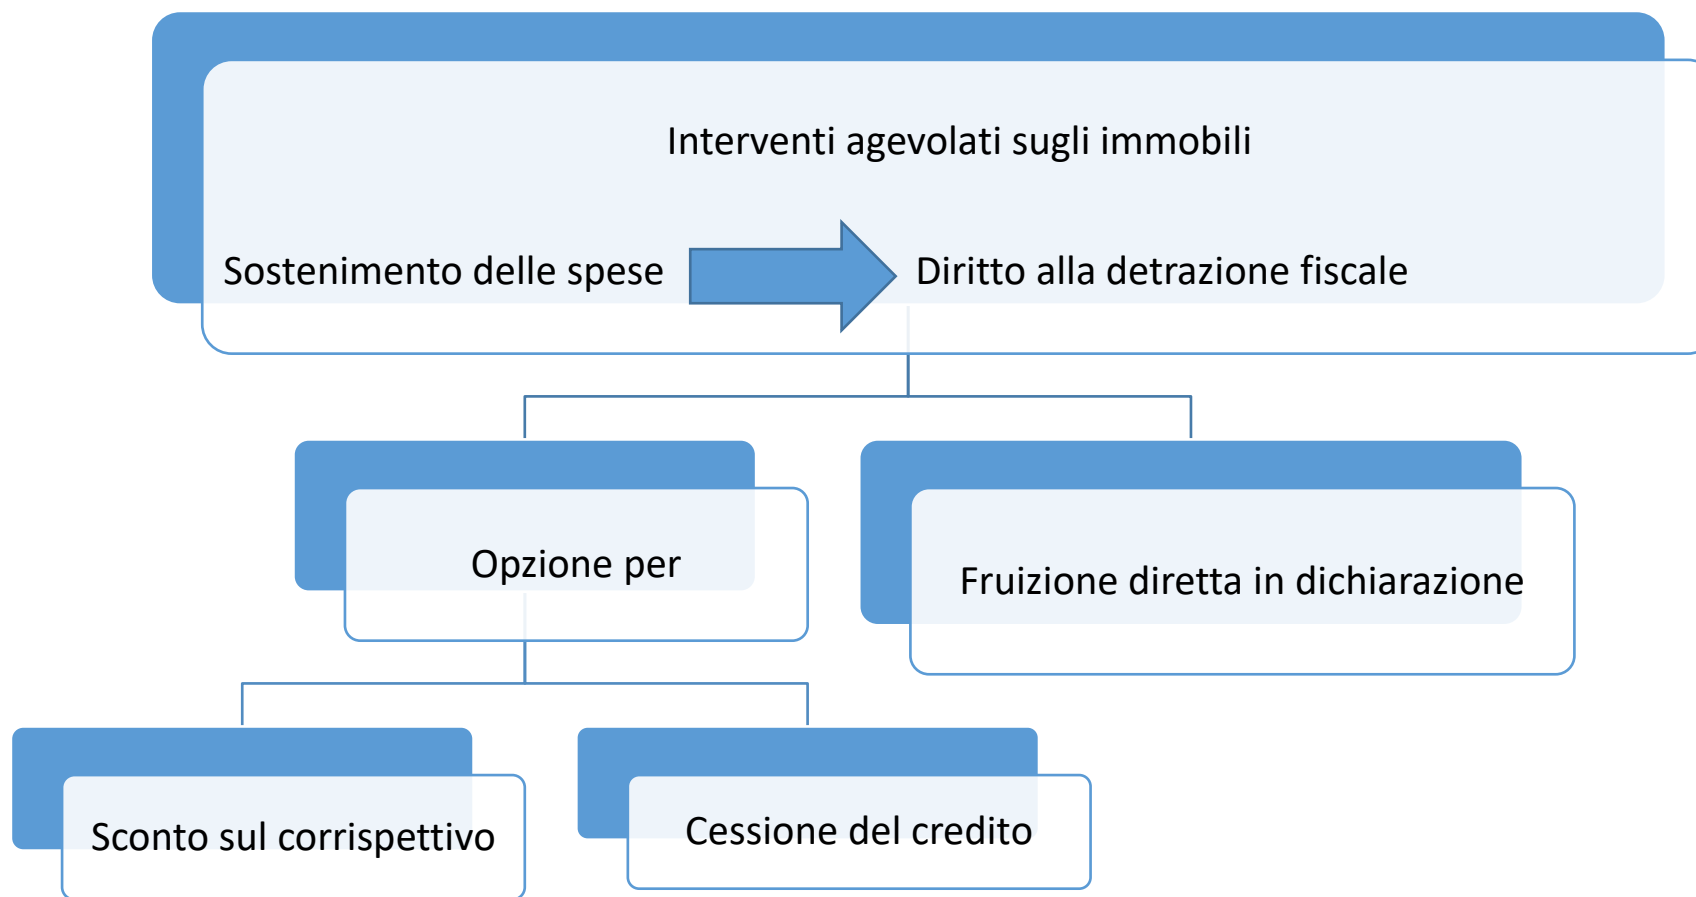 Interventi agevolati sugli immobili
Sostenimento delle spese
Diritto alla detrazione fiscale
Opzione per
Fruizione diretta in dichiarazione
Sconto sul corrispettivo
Cessione del credito